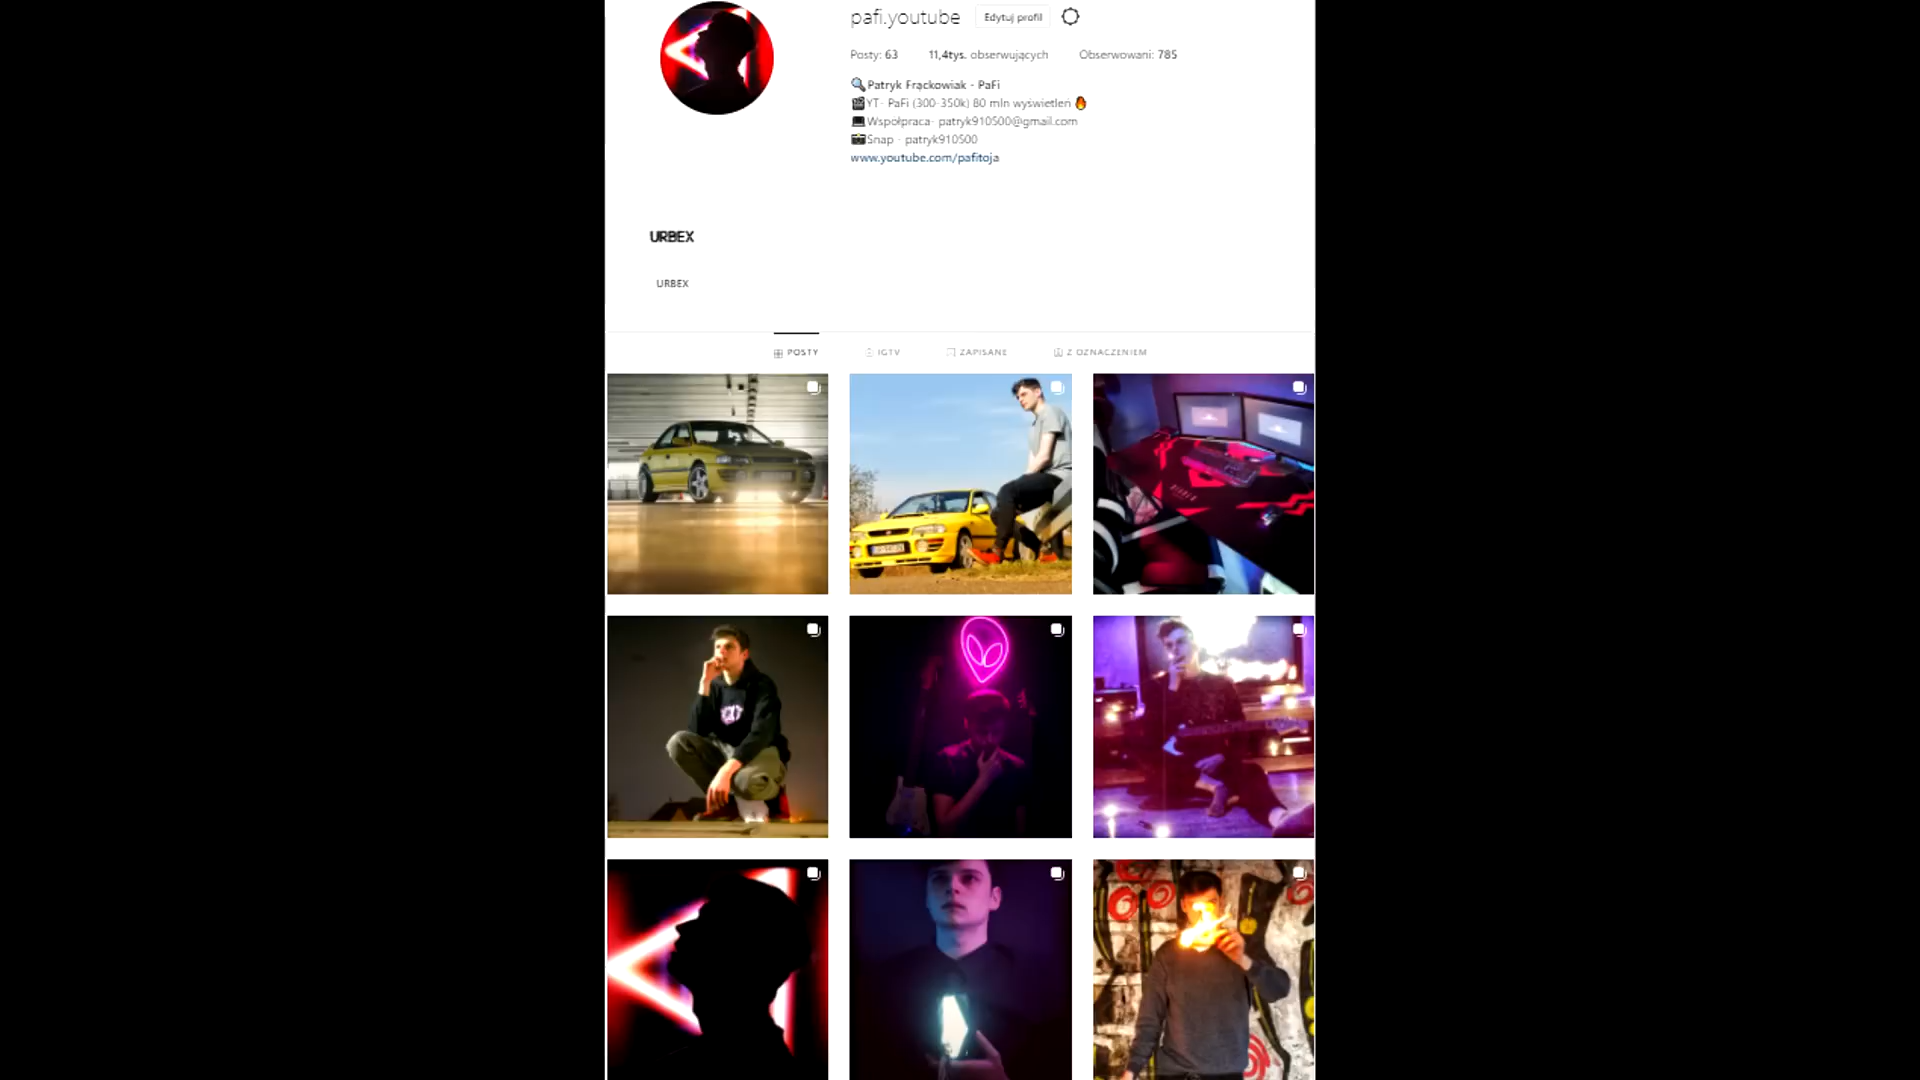 pafi.youtube Edytuj profil
Posty: 63 11,4tys. obserwujących Obserwowani: 785
Patryk Frąckowiak - PaFi
YT - PaFi (300-350k) 80 mln wyświetleń
Współpraca- patryk910500@gmail.com
Snap - patryk910500
www.youtube.com/pafitoja
URBEX
URBEX
POSTY IGTV ZAPISANE Z OZNACZENIEM